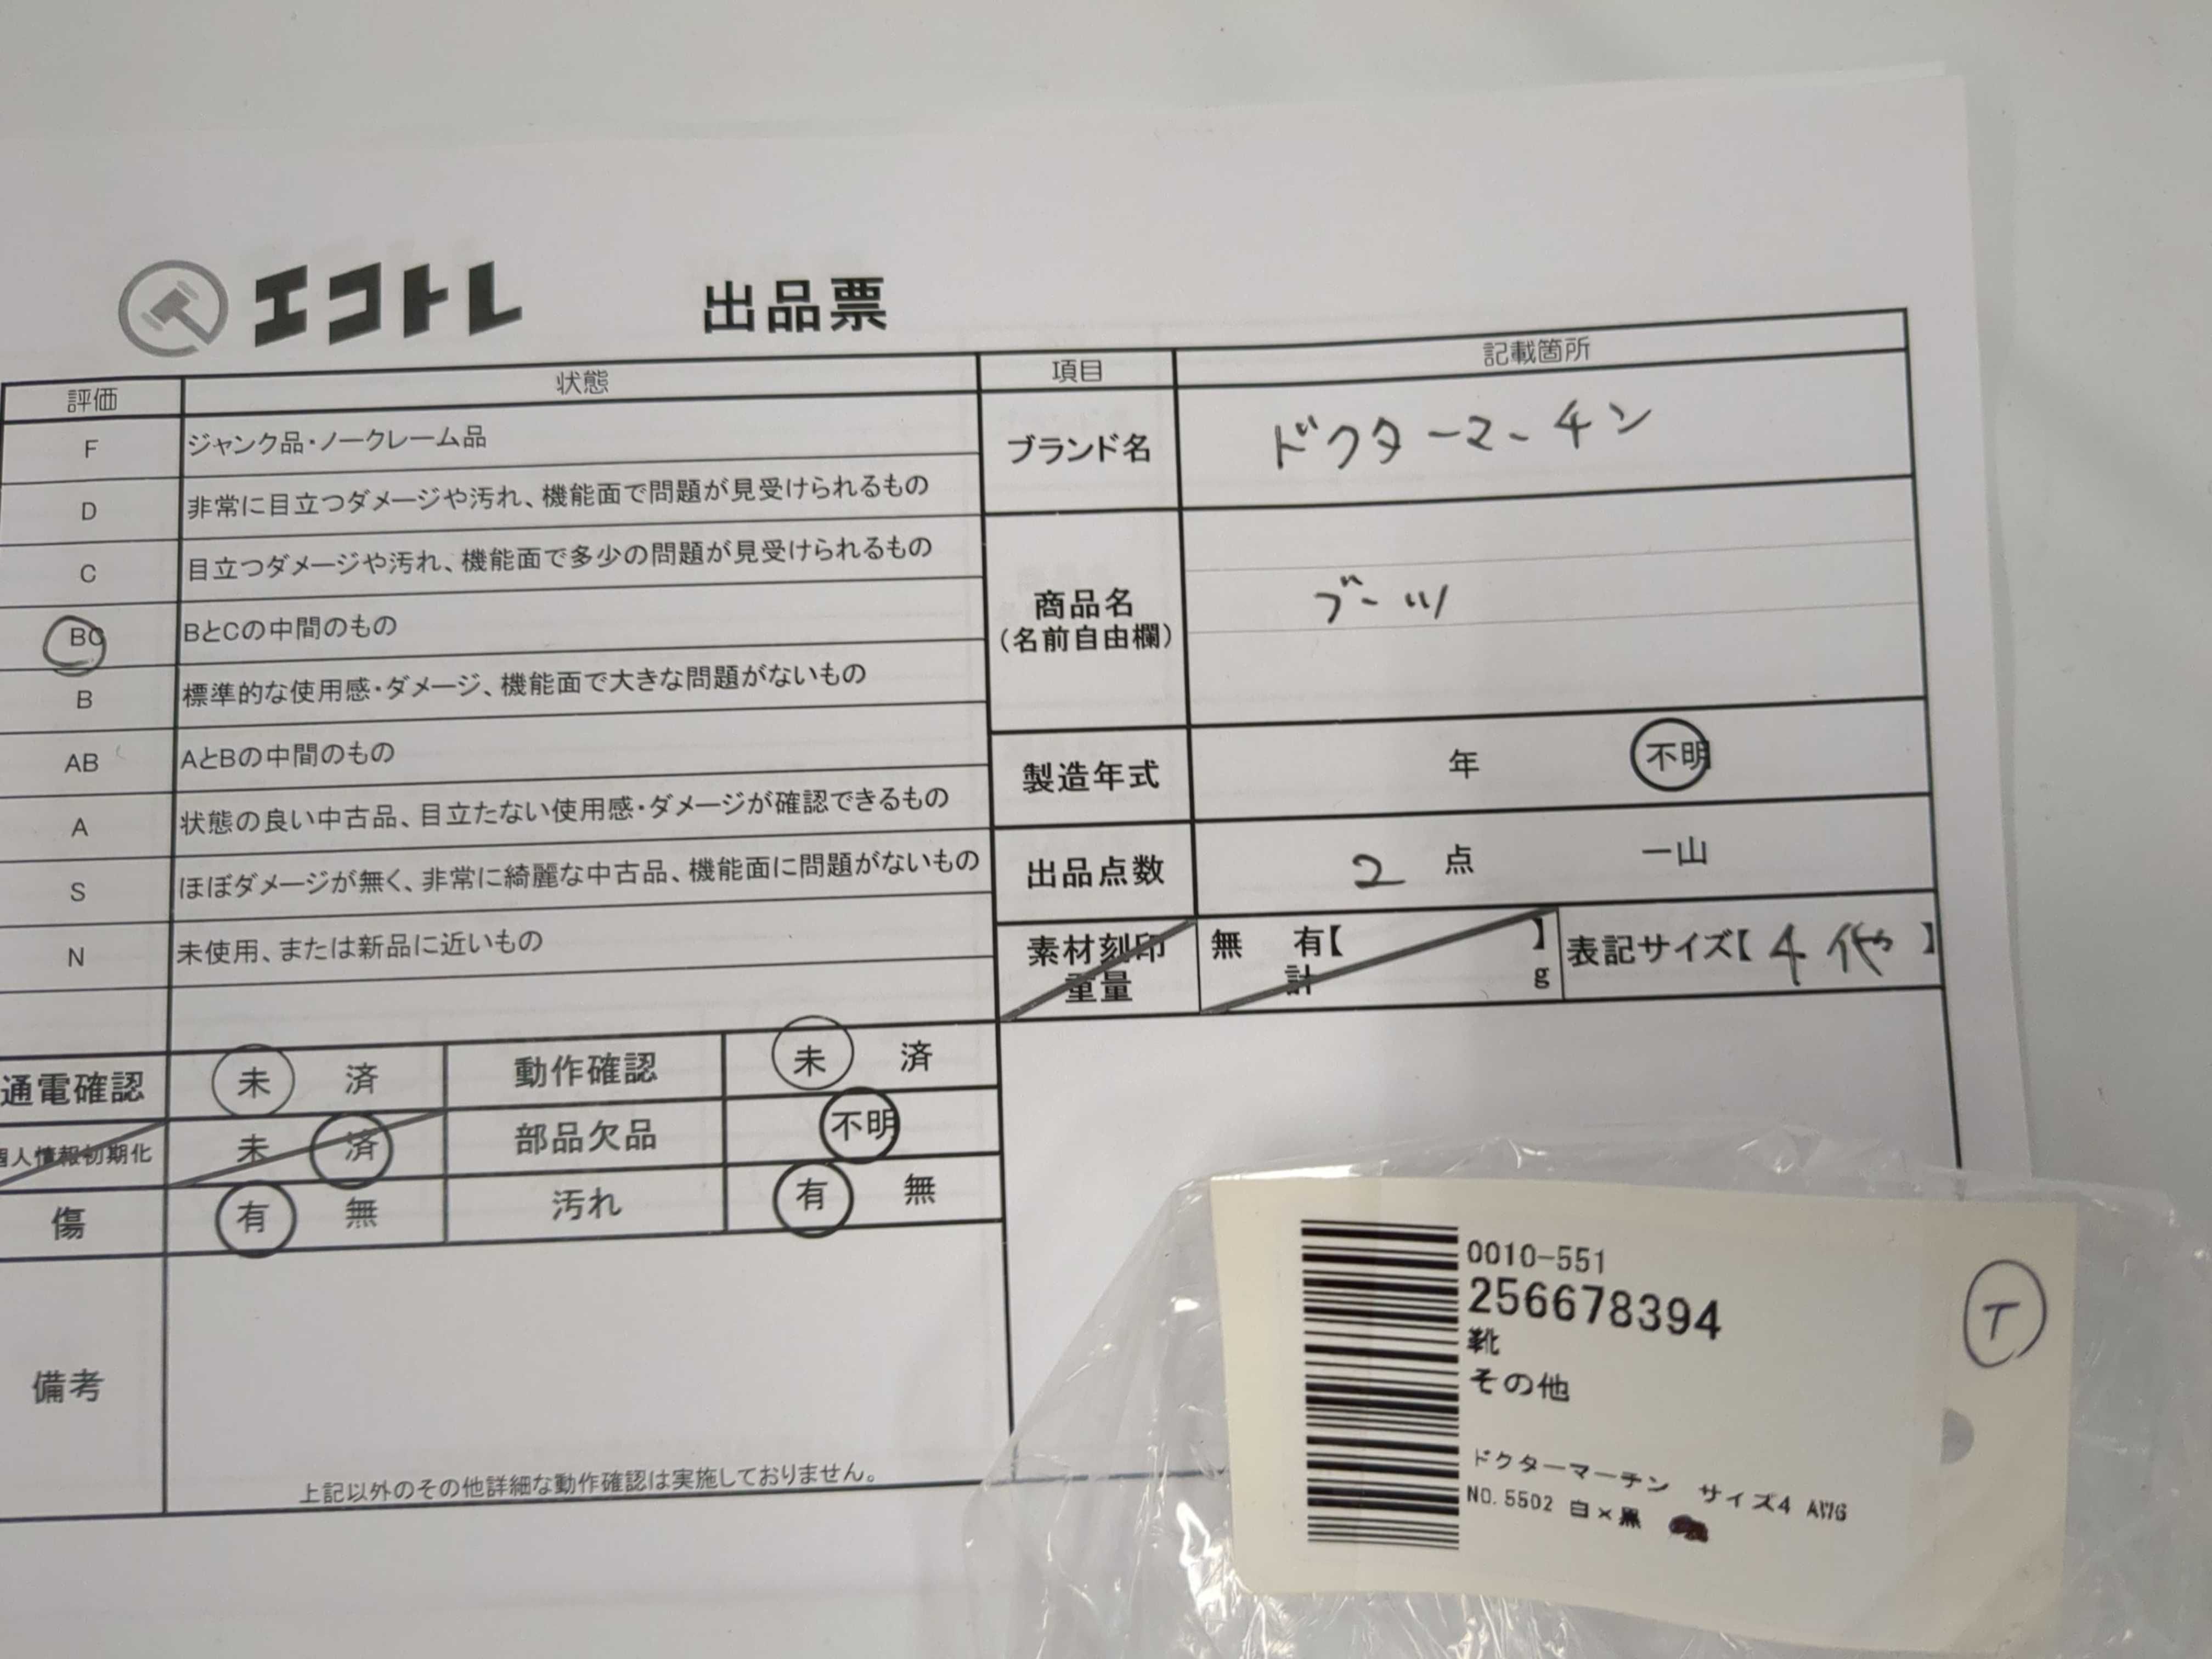 エコトレ 出品票
評価 状態 項目 記載箇所
F ジャンク品・ノークレーム品
D 非常に目立つダメージや汚れ、機能面で問題が見受けられるもの
C 目立つダメージや汚れ、機能面で多少の問題が見受けられるもの
BC BとCの中間のもの
B 標準的な使用感・ダメージ、機能面で大きな問題がないもの
AB AとBの中間のもの
A 状態の良い中古品、目立たない使用感・ダメージが確認できるもの
S ほぼダメージが無く、非常に綺麗な中古品、機能面に問題がないもの
N 未使用、または新品に近いもの
ブランド名 ドクターマーチン
商品名
(名前自由欄)
ブーツ
製造年式 年 不明
出品点数 2 点 一山
素材刻印 無 有【 】
重量 計 g
表記サイズ【4 他】
通電確認 未 済 動作確認 未 済
個人情報初期化 未 済 部品欠品 不明
傷 有 無 汚れ 有 無
備考
上記以外のその他詳細な動作確認は実施しておりません。
0010-551
256678394
靴
その他
ドクターマーチン サイズ4 AW6
NO.5502 白×黒
T